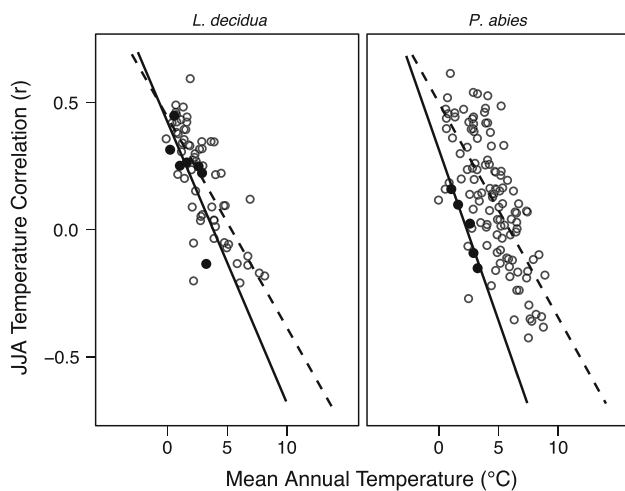 L. decidua
P. abies
JJA Temperature Correlation (r)
0.5
0.0
−0.5
0 5 10
0 5 10
Mean Annual Temperature (°C)